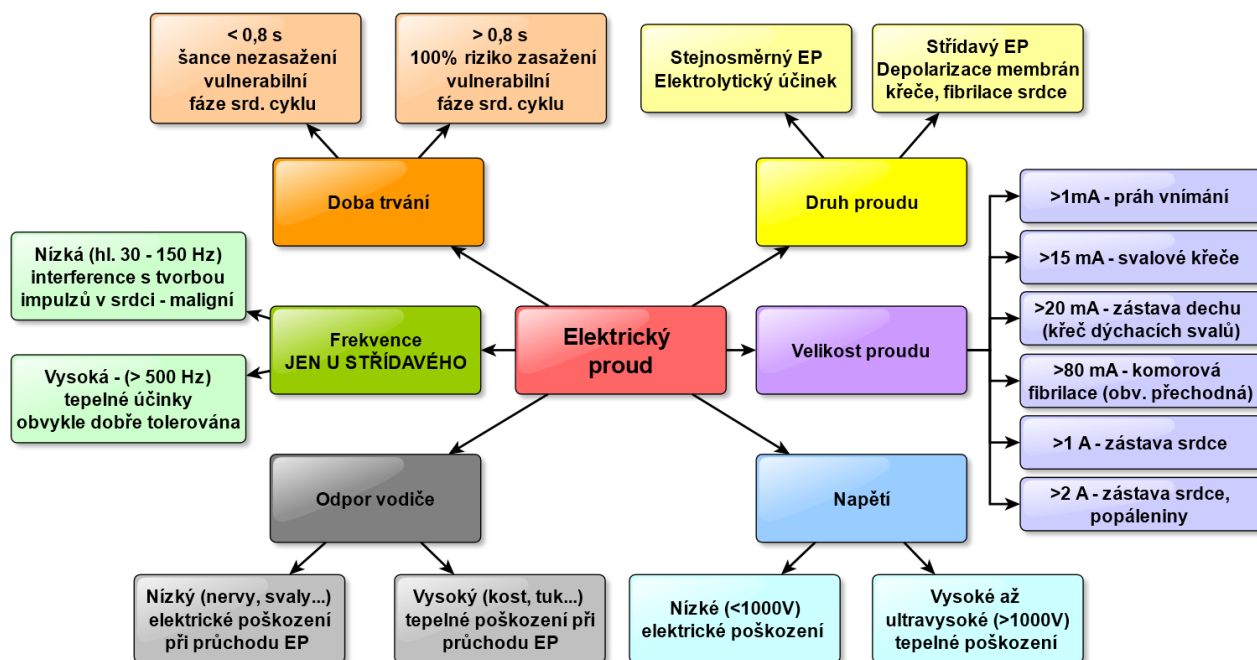 < 0,8 s
šance nezasažení
vulnerabilní
fáze srd. cyklu
> 0,8 s
100% riziko zasažení
vulnerabilní
fáze srd. cyklu
Stejnosměrný EP
Elektrolytický účinek
Střídavý EP
Depolarizace membrán
křeče, fibrilace srdce
Doba trvání
Druh proudu
>1mA - práh vnímání
>15 mA - svalové křeče
>20 mA - zástava dechu
(křeč dýchacích svalů)
>80 mA - komorová
fibrilace (obv. přechodná)
>1 A - zástava srdce
>2 A - zástava srdce,
popáleniny
Nízká (hl. 30 - 150 Hz)
interference s tvorbou
impulzů v srdci - maligní
Vysoká - (> 500 Hz)
tepelné účinky
obvykle dobře tolerována
Frekvence
JEN U STŘÍDAVÉHO
Elektrický
proud
Velikost proudu
Odpor vodiče
Napětí
Nízký (nervy, svaly...)
elektrické poškození
při průchodu EP
Vysoký (kost, tuk...)
tepelné poškození při
průchodu EP
Nízké (<1000V)
elektrické poškození
Vysoké až
ultravysoké (>1000V)
tepelné poškození